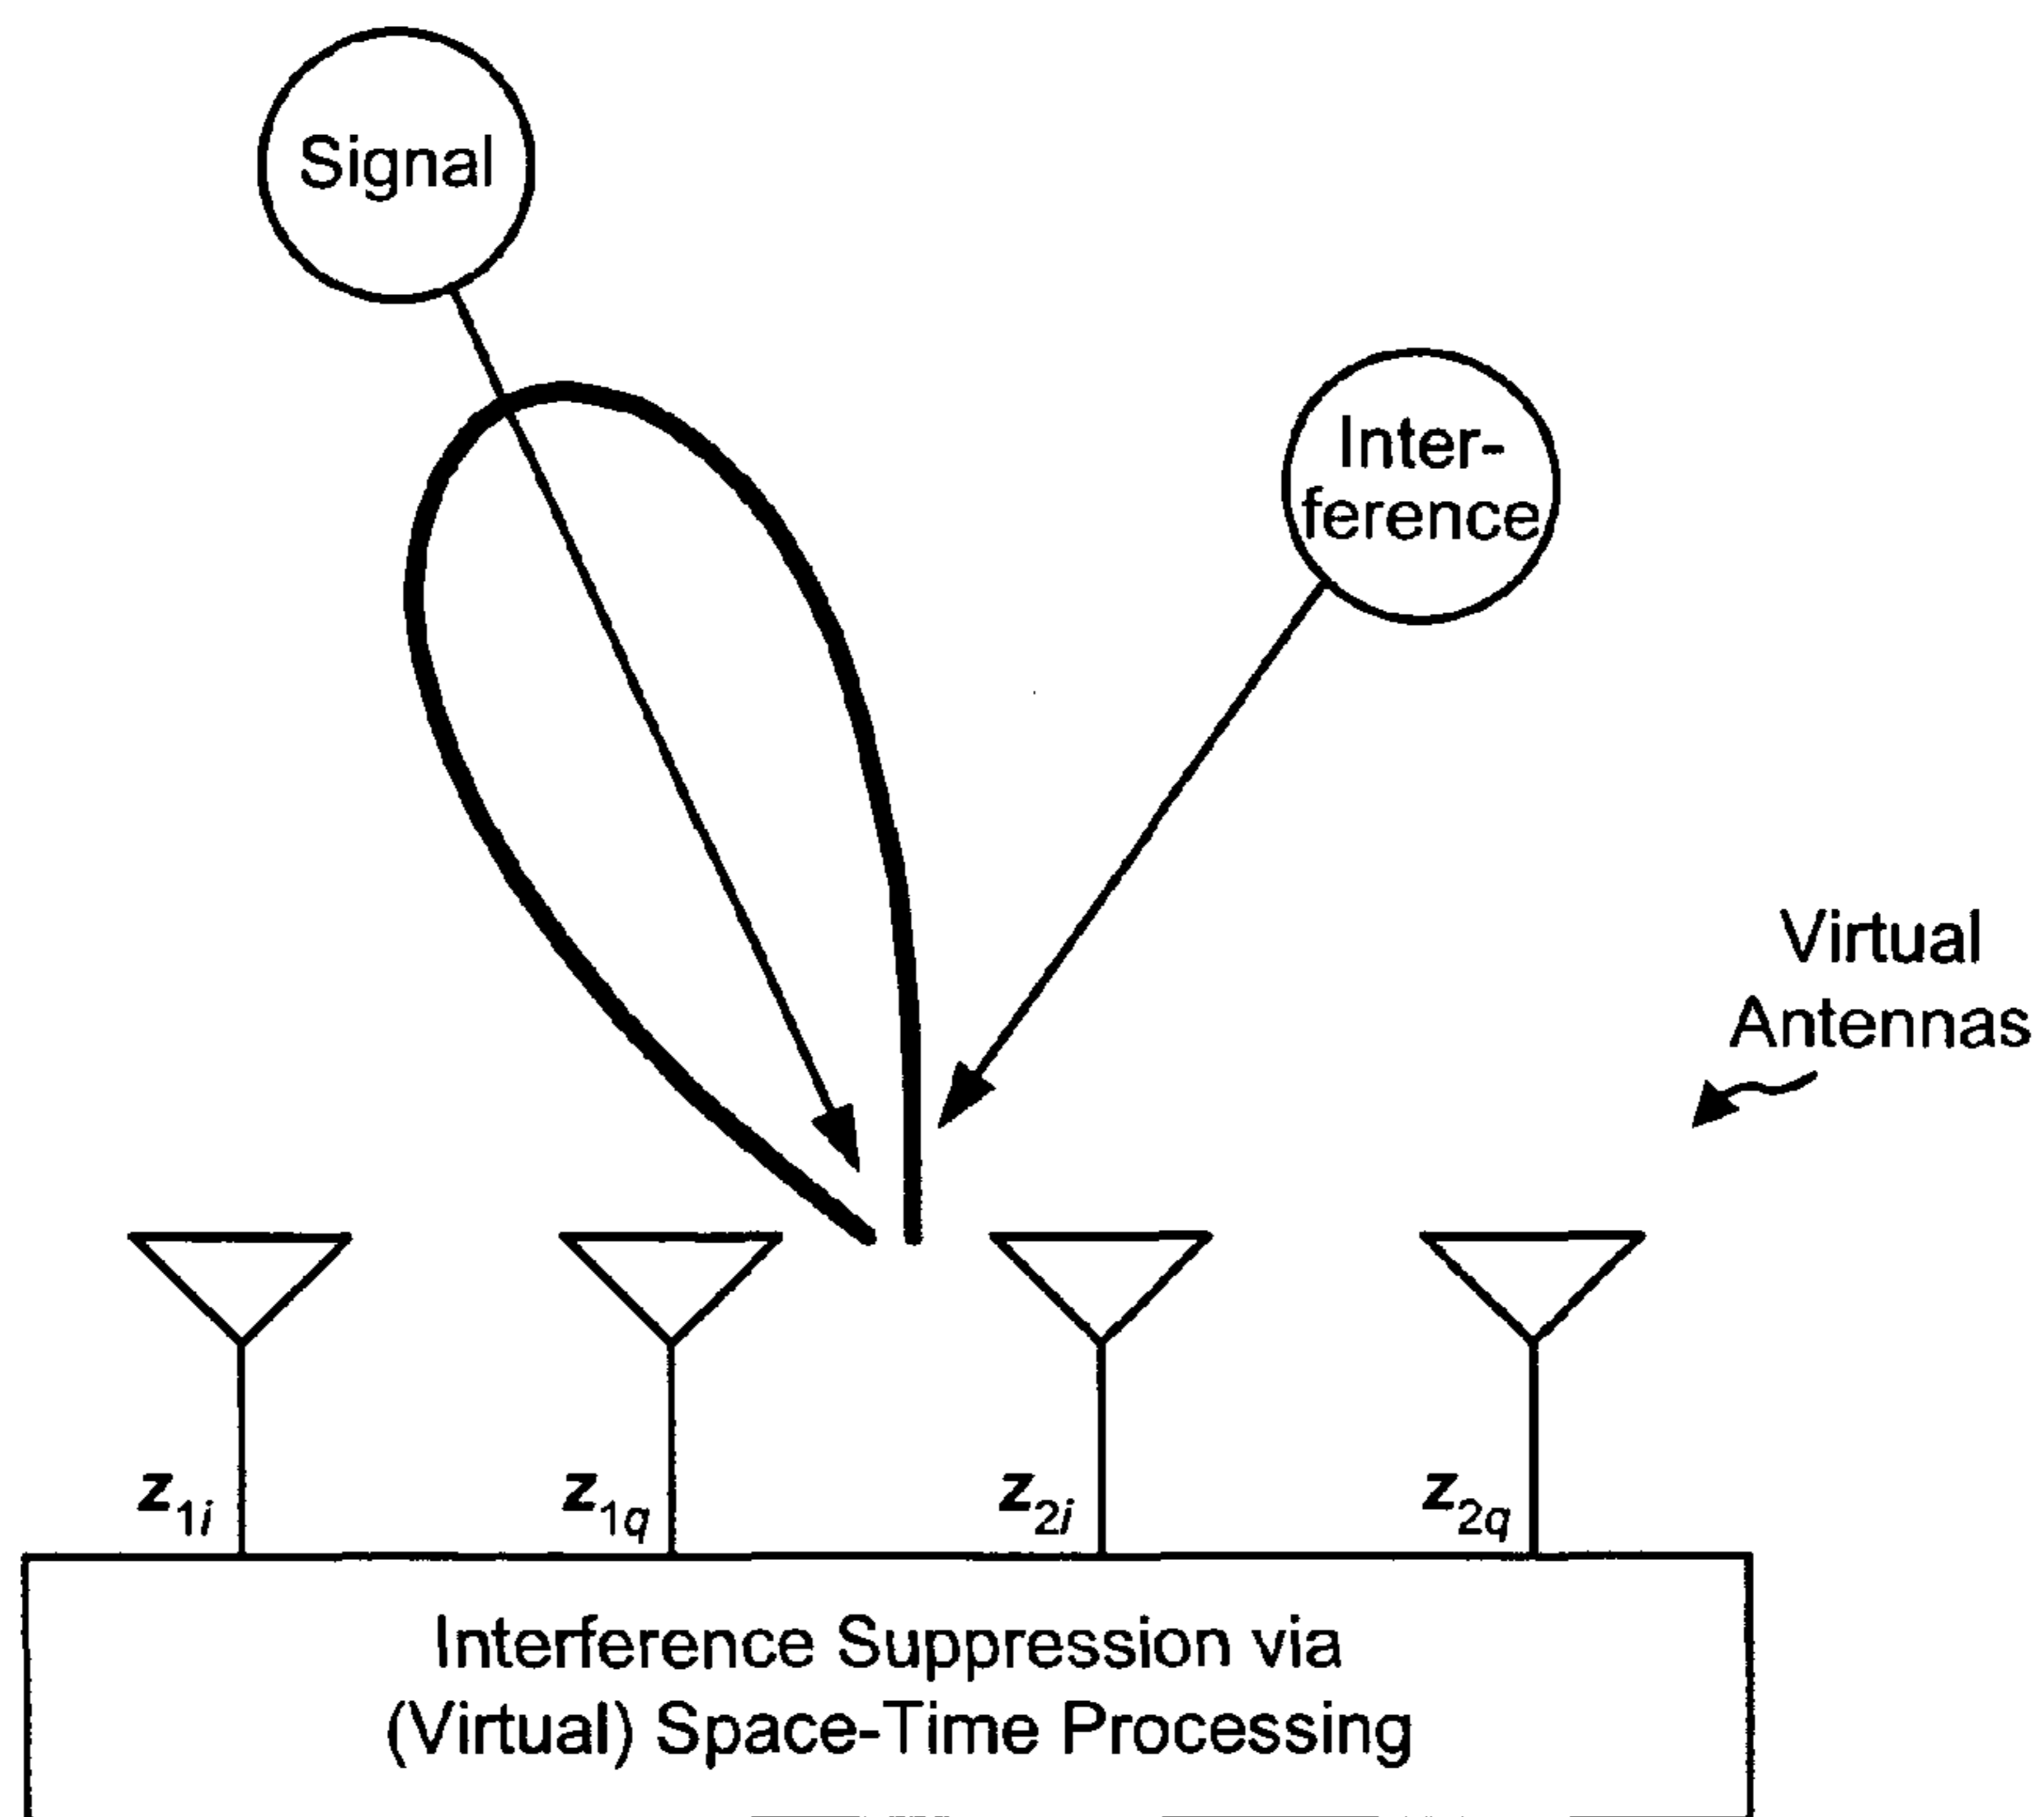 Signal
Inter-
ference
Virtual
Antennas
z1i
z1q
z2i
z2q
Interference Suppression via
(Virtual) Space-Time Processing